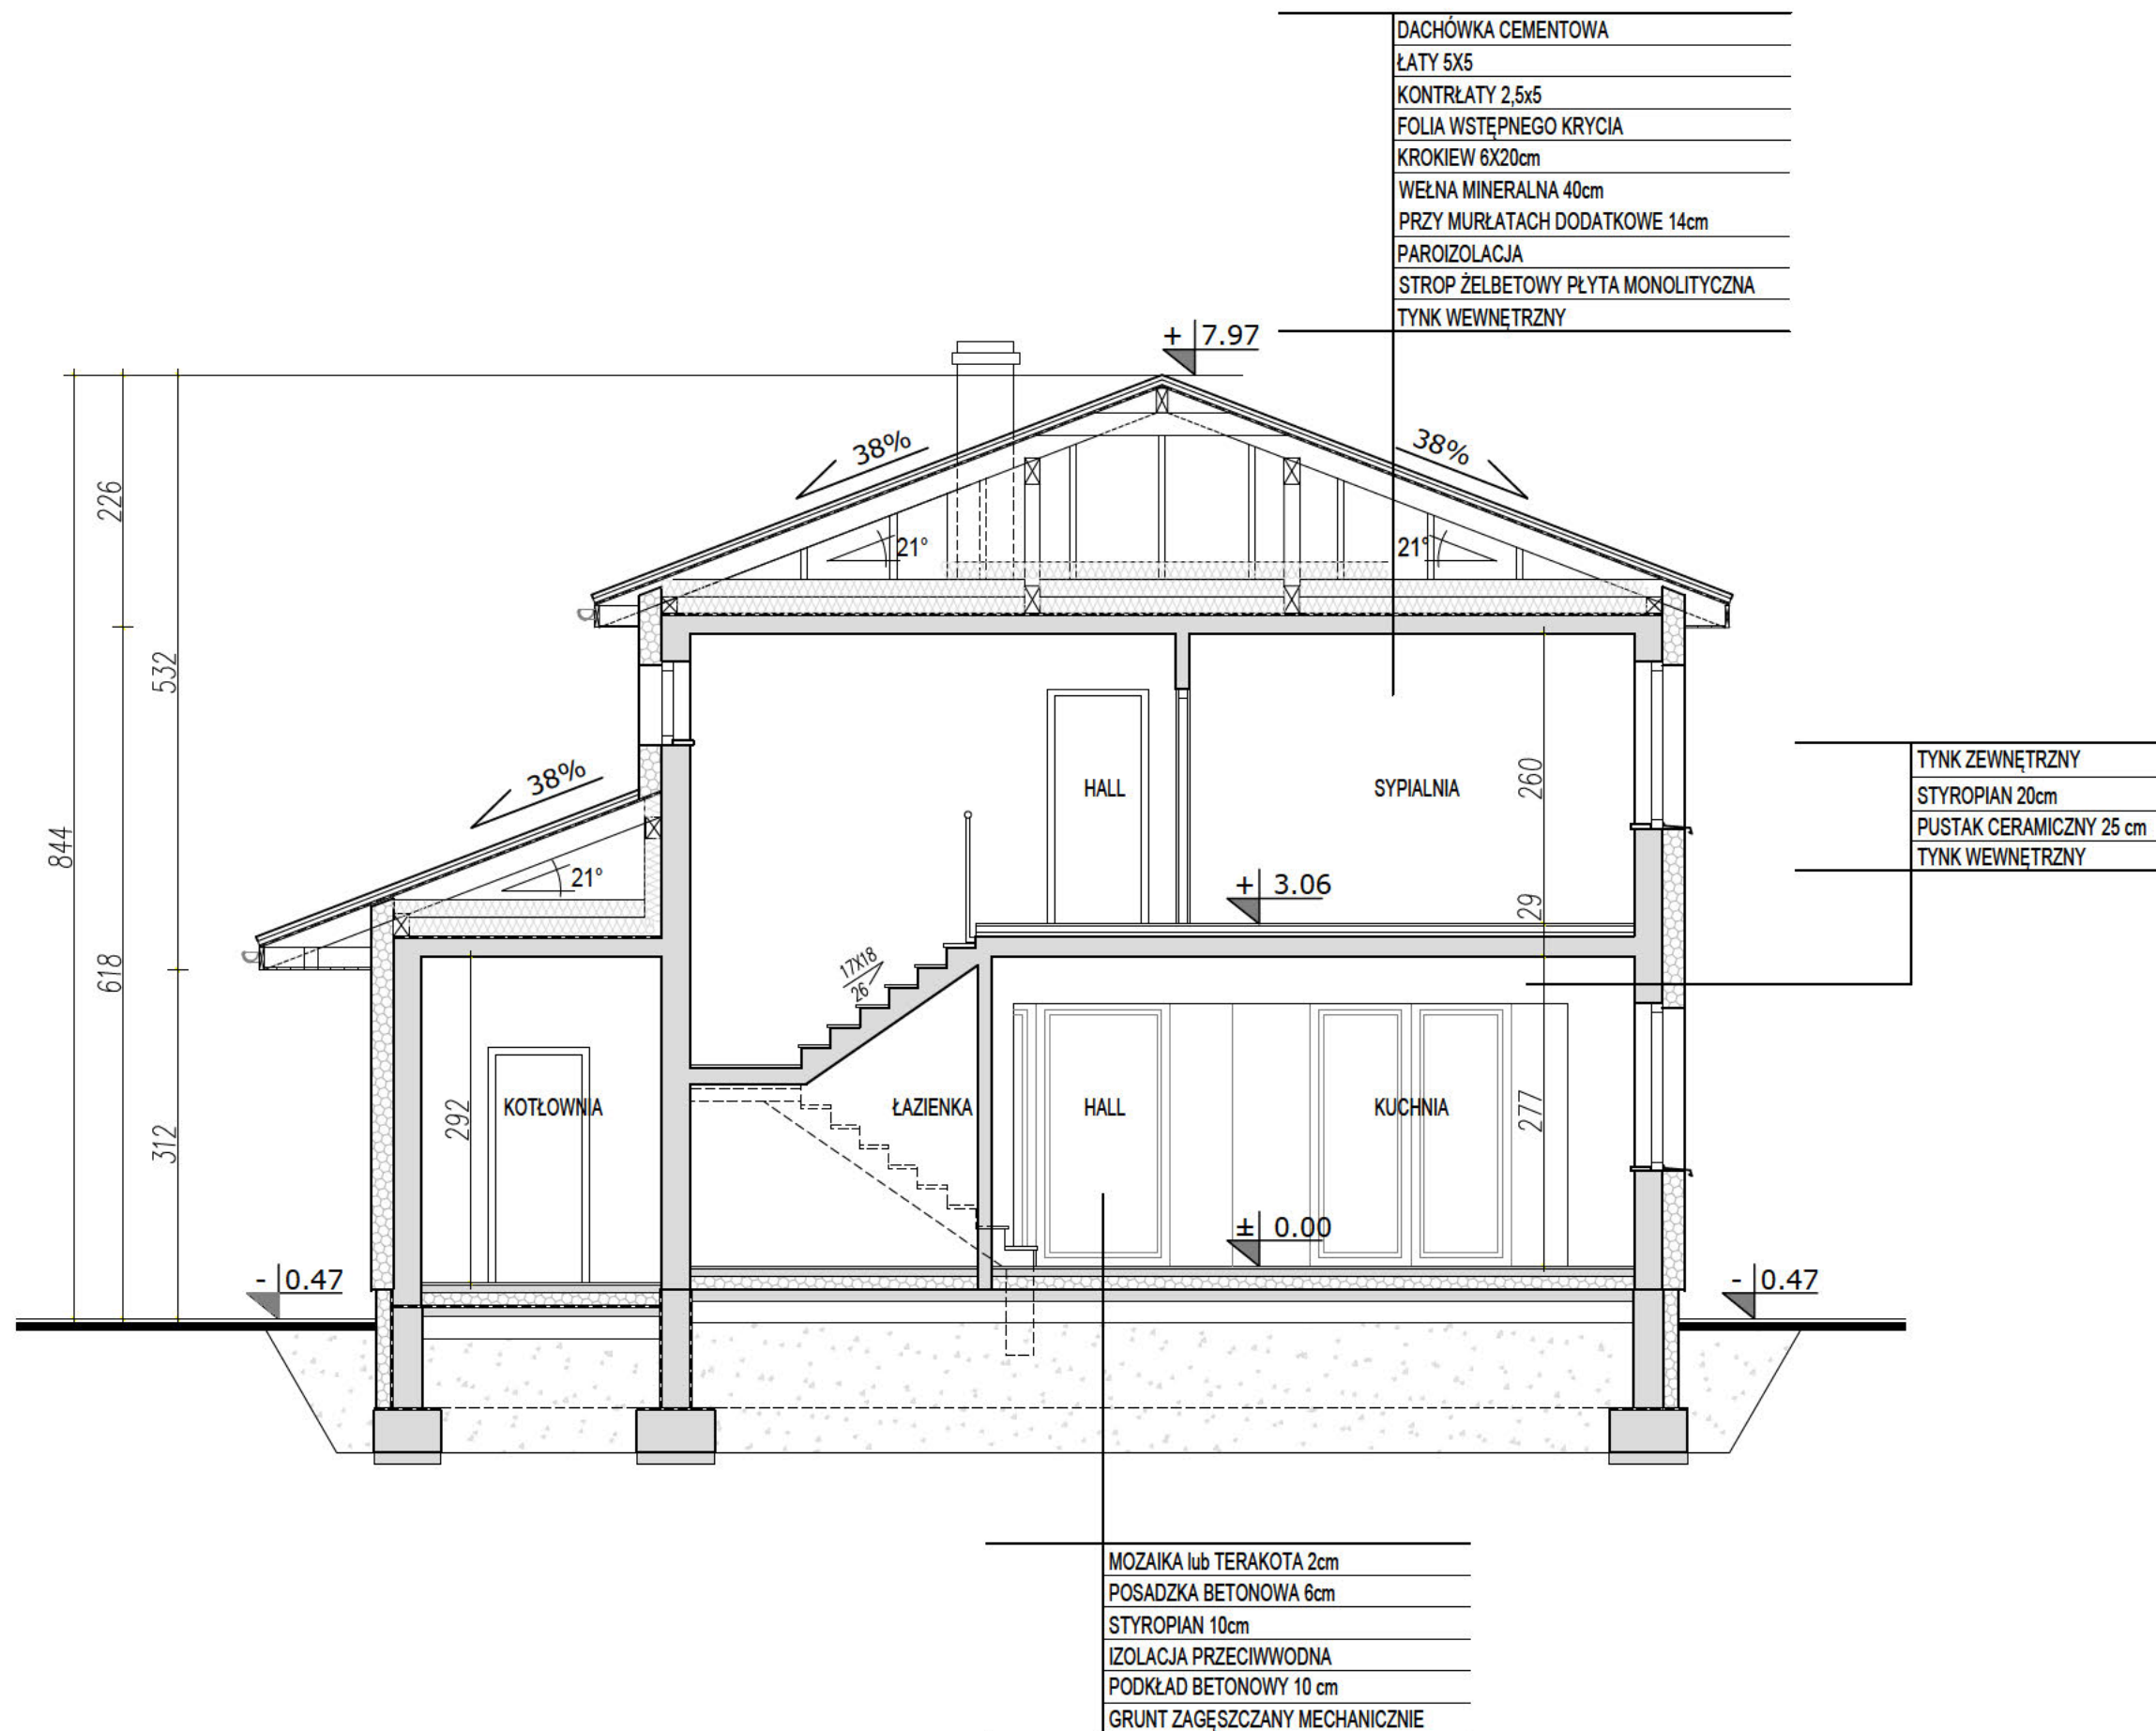 DACHÓWKA CEMENTOWA
ŁATY 5X5
KONTRŁATY 2,5x5
FOLIA WSTĘPNEGO KRYCIA
KROKIEW 6X20cm
WEŁNA MINERALNA 40cm
PRZY MURŁATACH DODATKOWE 14cm
PAROIZOLACJA
STROP ŻELBETOWY PŁYTA MONOLITYCZNA
TYNK WEWNĘTRZNY
+ 7.97
38%
38%
226
21°
21°
532
TYNK ZEWNĘTRZNY
STYROPIAN 20cm
PUSTAK CERAMICZNY 25 cm
TYNK WEWNĘTRZNY
38%
HALL
SYPIALNIA
260
844
21°
+ 3.06
29
618
17X18
26
312
292
KOTŁOWNIA
ŁAZIENKA
HALL
KUCHNIA
277
± 0.00
- 0.47
- 0.47
MOZAIKA lub TERAKOTA 2cm
POSADZKA BETONOWA 6cm
STYROPIAN 10cm
IZOLACJA PRZECIWWODNA
PODKŁAD BETONOWY 10 cm
GRUNT ZAGĘSZCZANY MECHANICZNIE